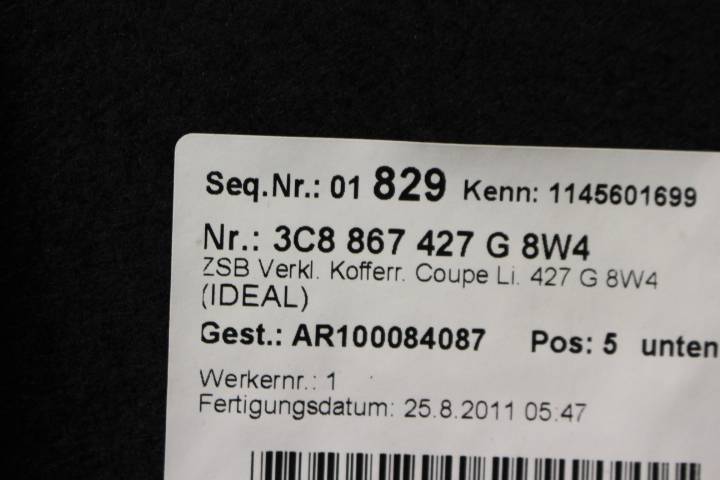 Seq.Nr.: 01 829 Kenn: 1145601699
Nr.: 3C8 867 427 G 8W4
ZSB Verkl. Kofferr. Coupe Li. 427 G 8W4
(IDEAL)
Gest.: AR100084087 Pos: 5 unten
Werkernr.: 1
Fertigungsdatum: 25.8.2011 05:47